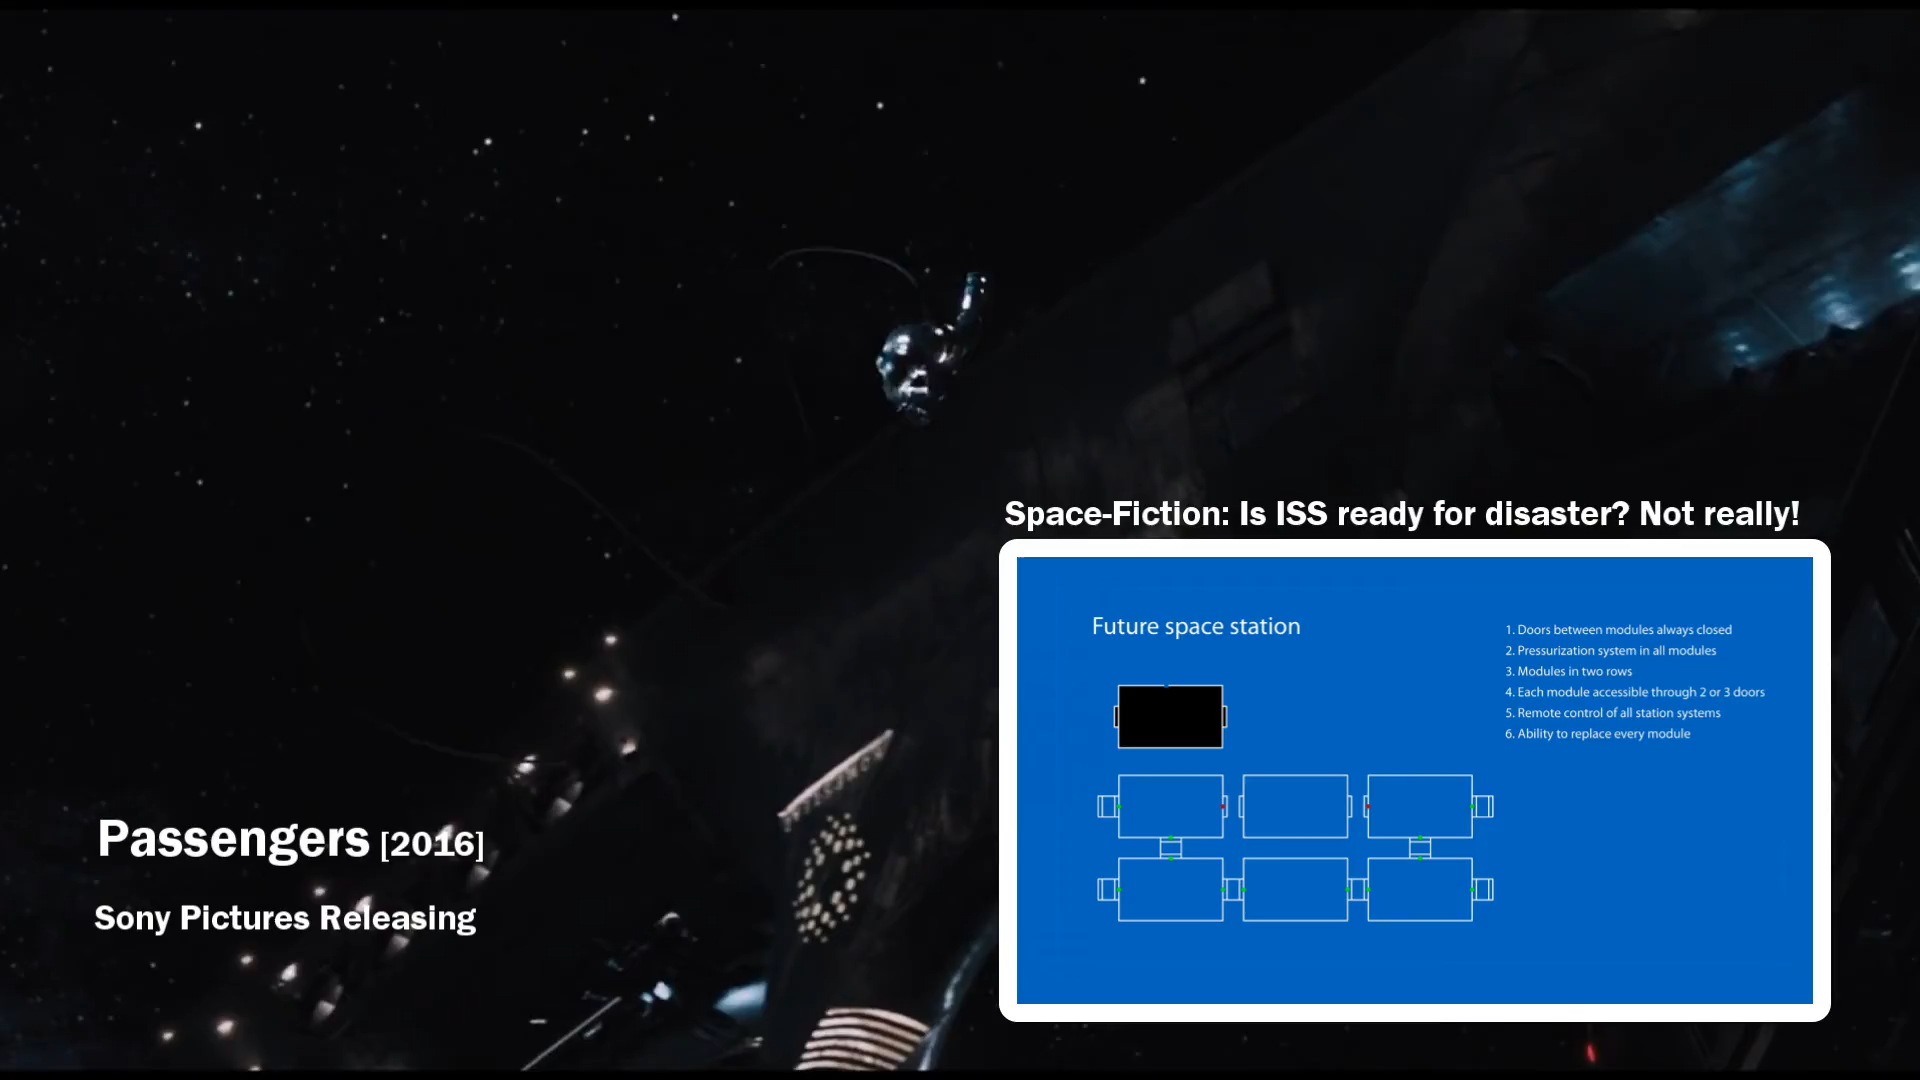 Space-Fiction: Is ISS ready for disaster? Not really!
Future space station
1. Doors between modules always closed
2. Pressurization system in all modules
3. Modules in two rows
4. Each module accessible through 2 or 3 doors
5. Remote control of all station systems
6. Ability to replace every module
Passengers [2016]
Sony Pictures Releasing